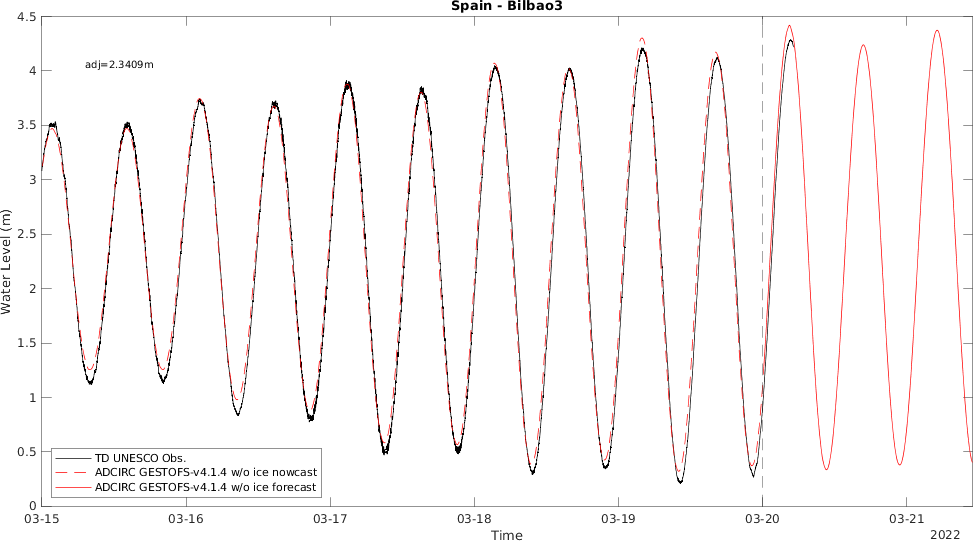 Spain - Bilbao3
4.5
4
3.5
3
2.5
2
1.5
1
0.5
0
Water Level (m)
adj=2.3409m
TD UNESCO Obs.
ADCIRC GESTOFS-v4.1.4 w/o ice nowcast
ADCIRC GESTOFS-v4.1.4 w/o ice forecast
03-15 03-16 03-17 03-18 03-19 03-20 03-21
Time
2022